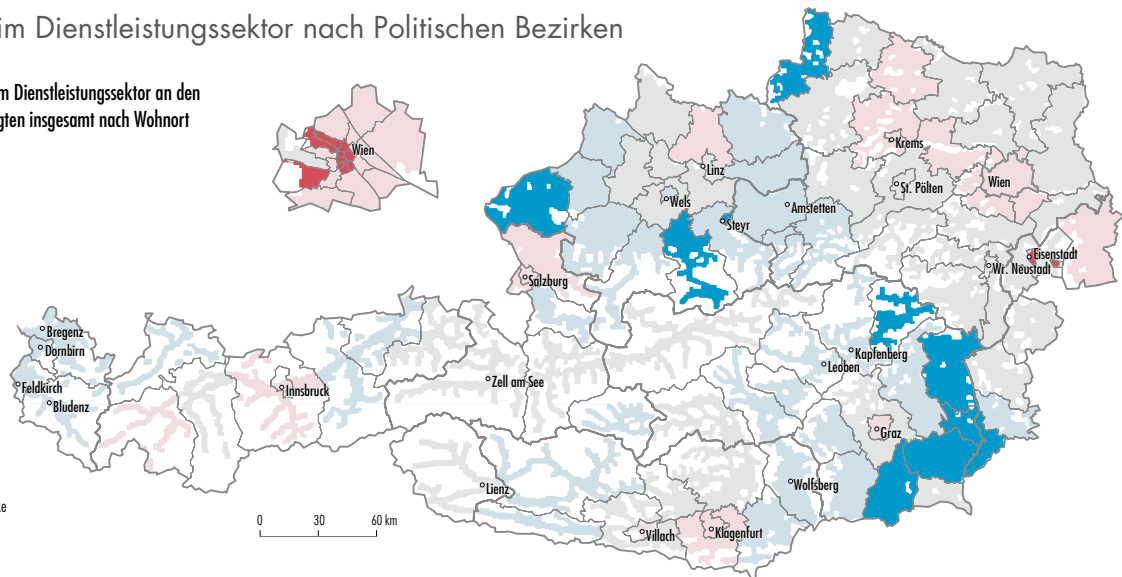 im Dienstleistungssektor nach Politischen Bezirken
m Dienstleistungssektor an den
gten insgesamt nach Wohnort
Wien
Krems
Linz
St. Pölten
Wien
Wels
Amstetten
Steyr
Eisenstadt
Wr. Neustadt
Salzburg
Bregenz
Dornbirn
Kapfenberg
Leoben
Zell am See
Feldkirch
Innsbruck
Bludenz
Graz
Lienz
Wolfsberg
0 30 60 km
Villach
Klagenfurt